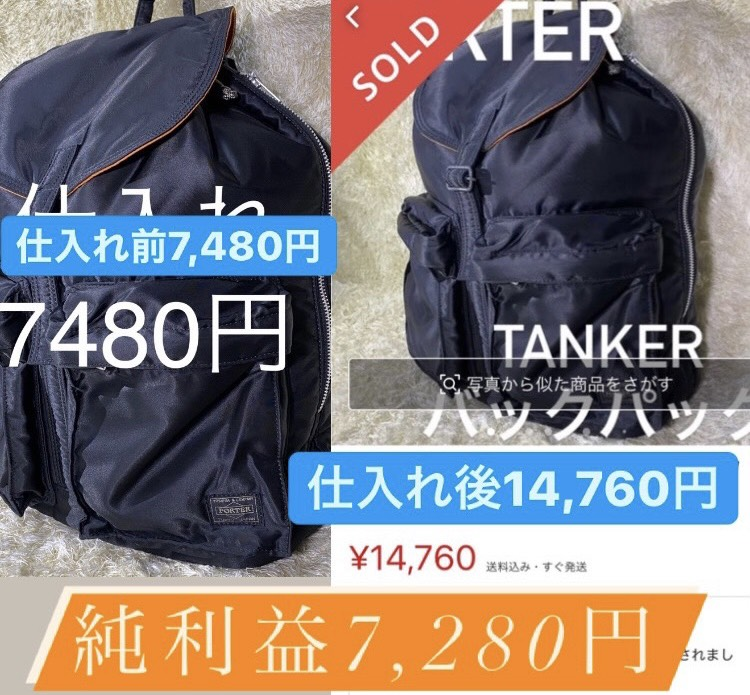 仕入れ
仕入れ前7,480円
7480円
PORTER
SOLD
RTER
TANKER
写真から似た商品をさがす
バックパック
仕入れ後14,760円
¥14,760 送料込み・すぐ発送
純利益7,280円
されまし